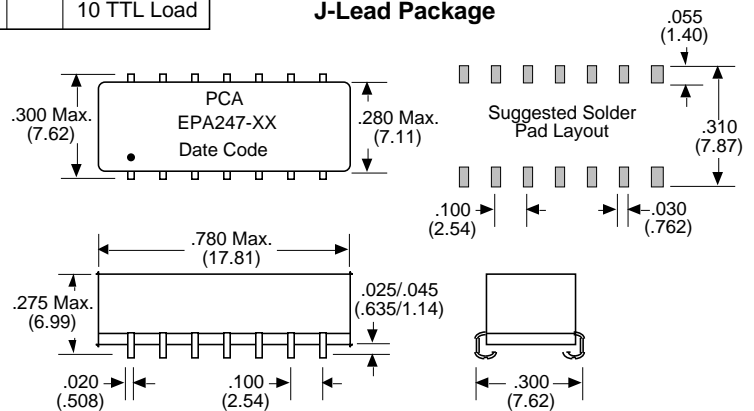 10 TTL Load
J-Lead Package
.300 Max.
(7.62)
PCA
EPA247-XX
Date Code
.280 Max.
(7.11)
.055
(1.40)
Suggested Solder
Pad Layout
.310
(7.87)
.100
(2.54)
.030
(.762)
.780 Max.
(17.81)
.275 Max.
(6.99)
.025/.045
(.635/1.14)
.020
(.508)
.100
(2.54)
.300
(7.62)